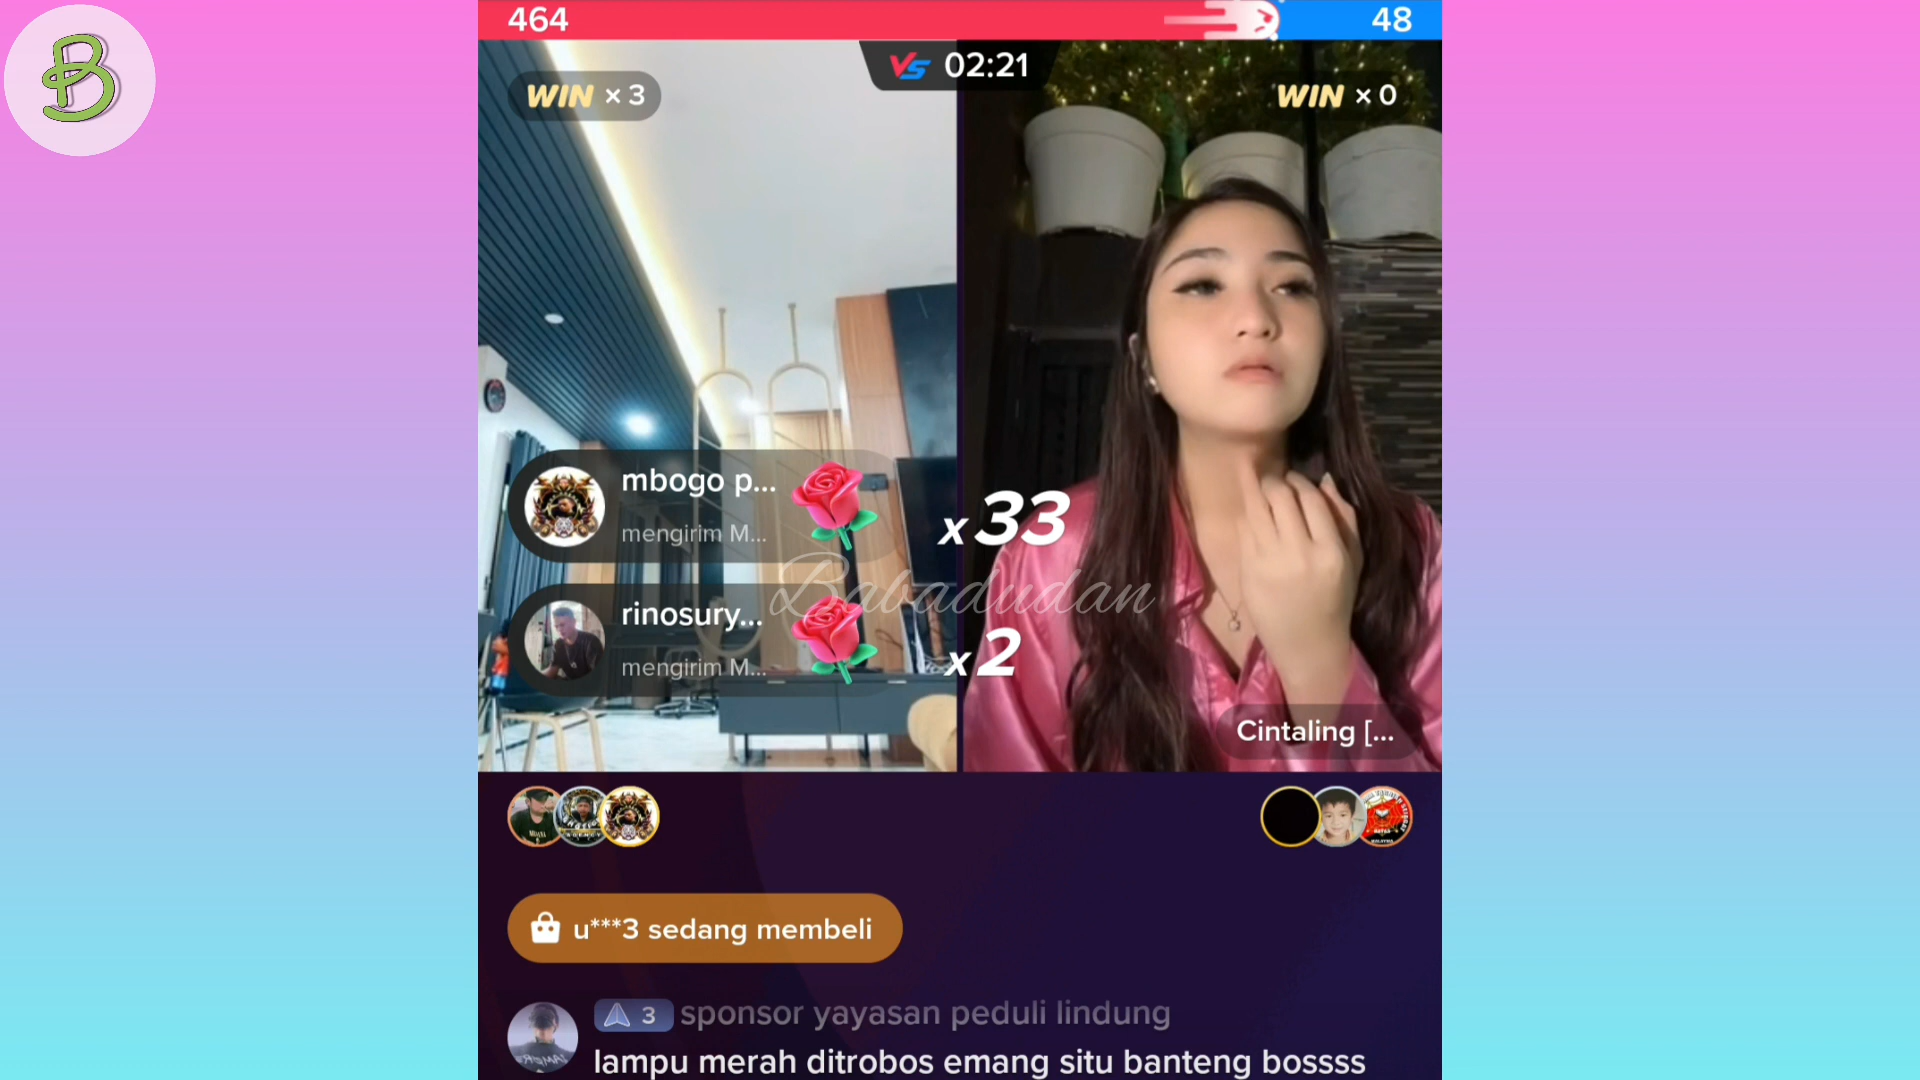 464
48
B
VS 02:21
WIN × 3
WIN × 0
mbogo p...
mengirim M...
x33
Babadudan
rinosury...
mengirim M...
x2
Cintaling [...
u***3 sedang membeli
3 sponsor yayasan peduli lindung
lampu merah ditrobos emang situ banteng bossss